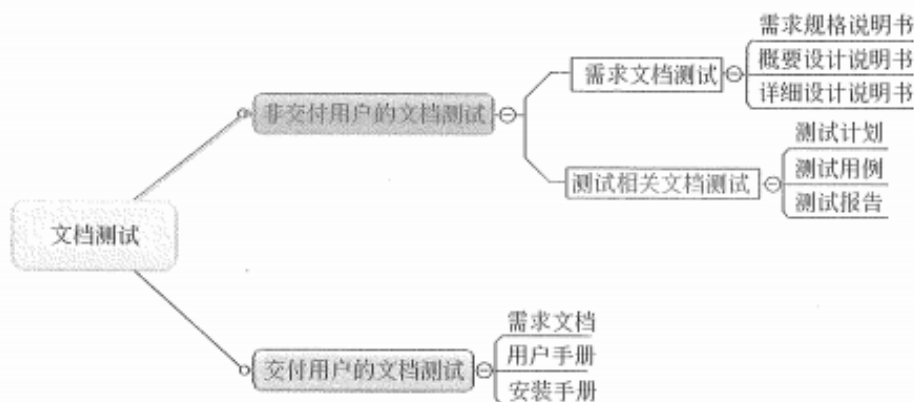 文档测试
非交付用户的文档测试
需求文档测试
需求规格说明书
概要设计说明书
详细设计说明书
测试相关文档测试
测试计划
测试用例
测试报告
交付用户的文档测试
需求文档
用户手册
安装手册